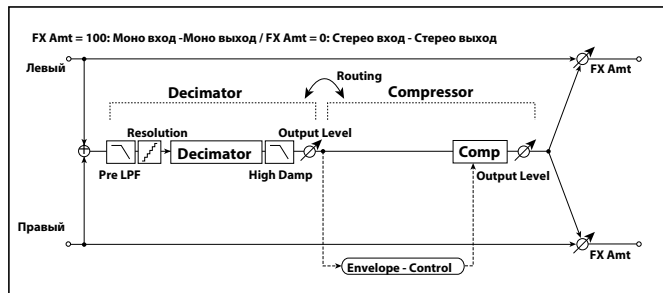 FX Amt = 100: Моно вход -Моно выход / FX Amt = 0: Стерео вход - Стерео выход
Левый
FX Amt
Routing
Decimator
Compressor
Resolution
Output Level
Decimator
Comp
Pre LPF
High Damp
Output Level
Правый
FX Amt
Envelope - Control